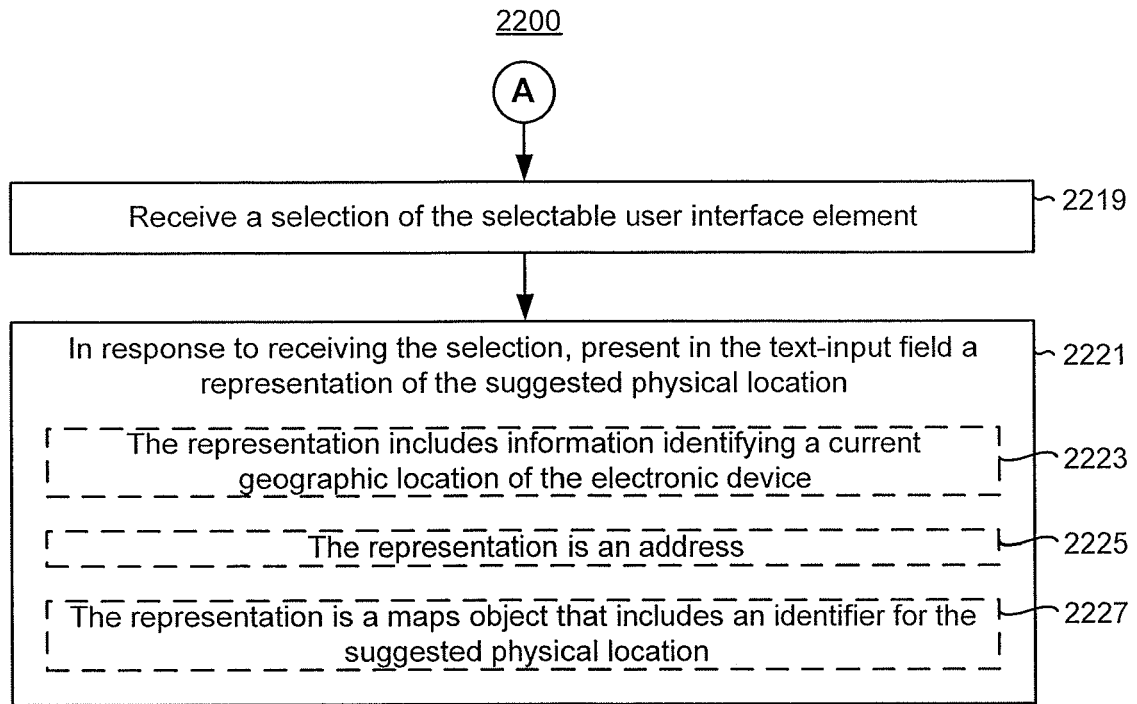 2200
A
Receive a selection of the selectable user interface element
2219
In response to receiving the selection, present in the text-input field a
representation of the suggested physical location
2221
The representation includes information identifying a current
geographic location of the electronic device
2223
The representation is an address
2225
The representation is a maps object that includes an identifier for the
suggested physical location
2227